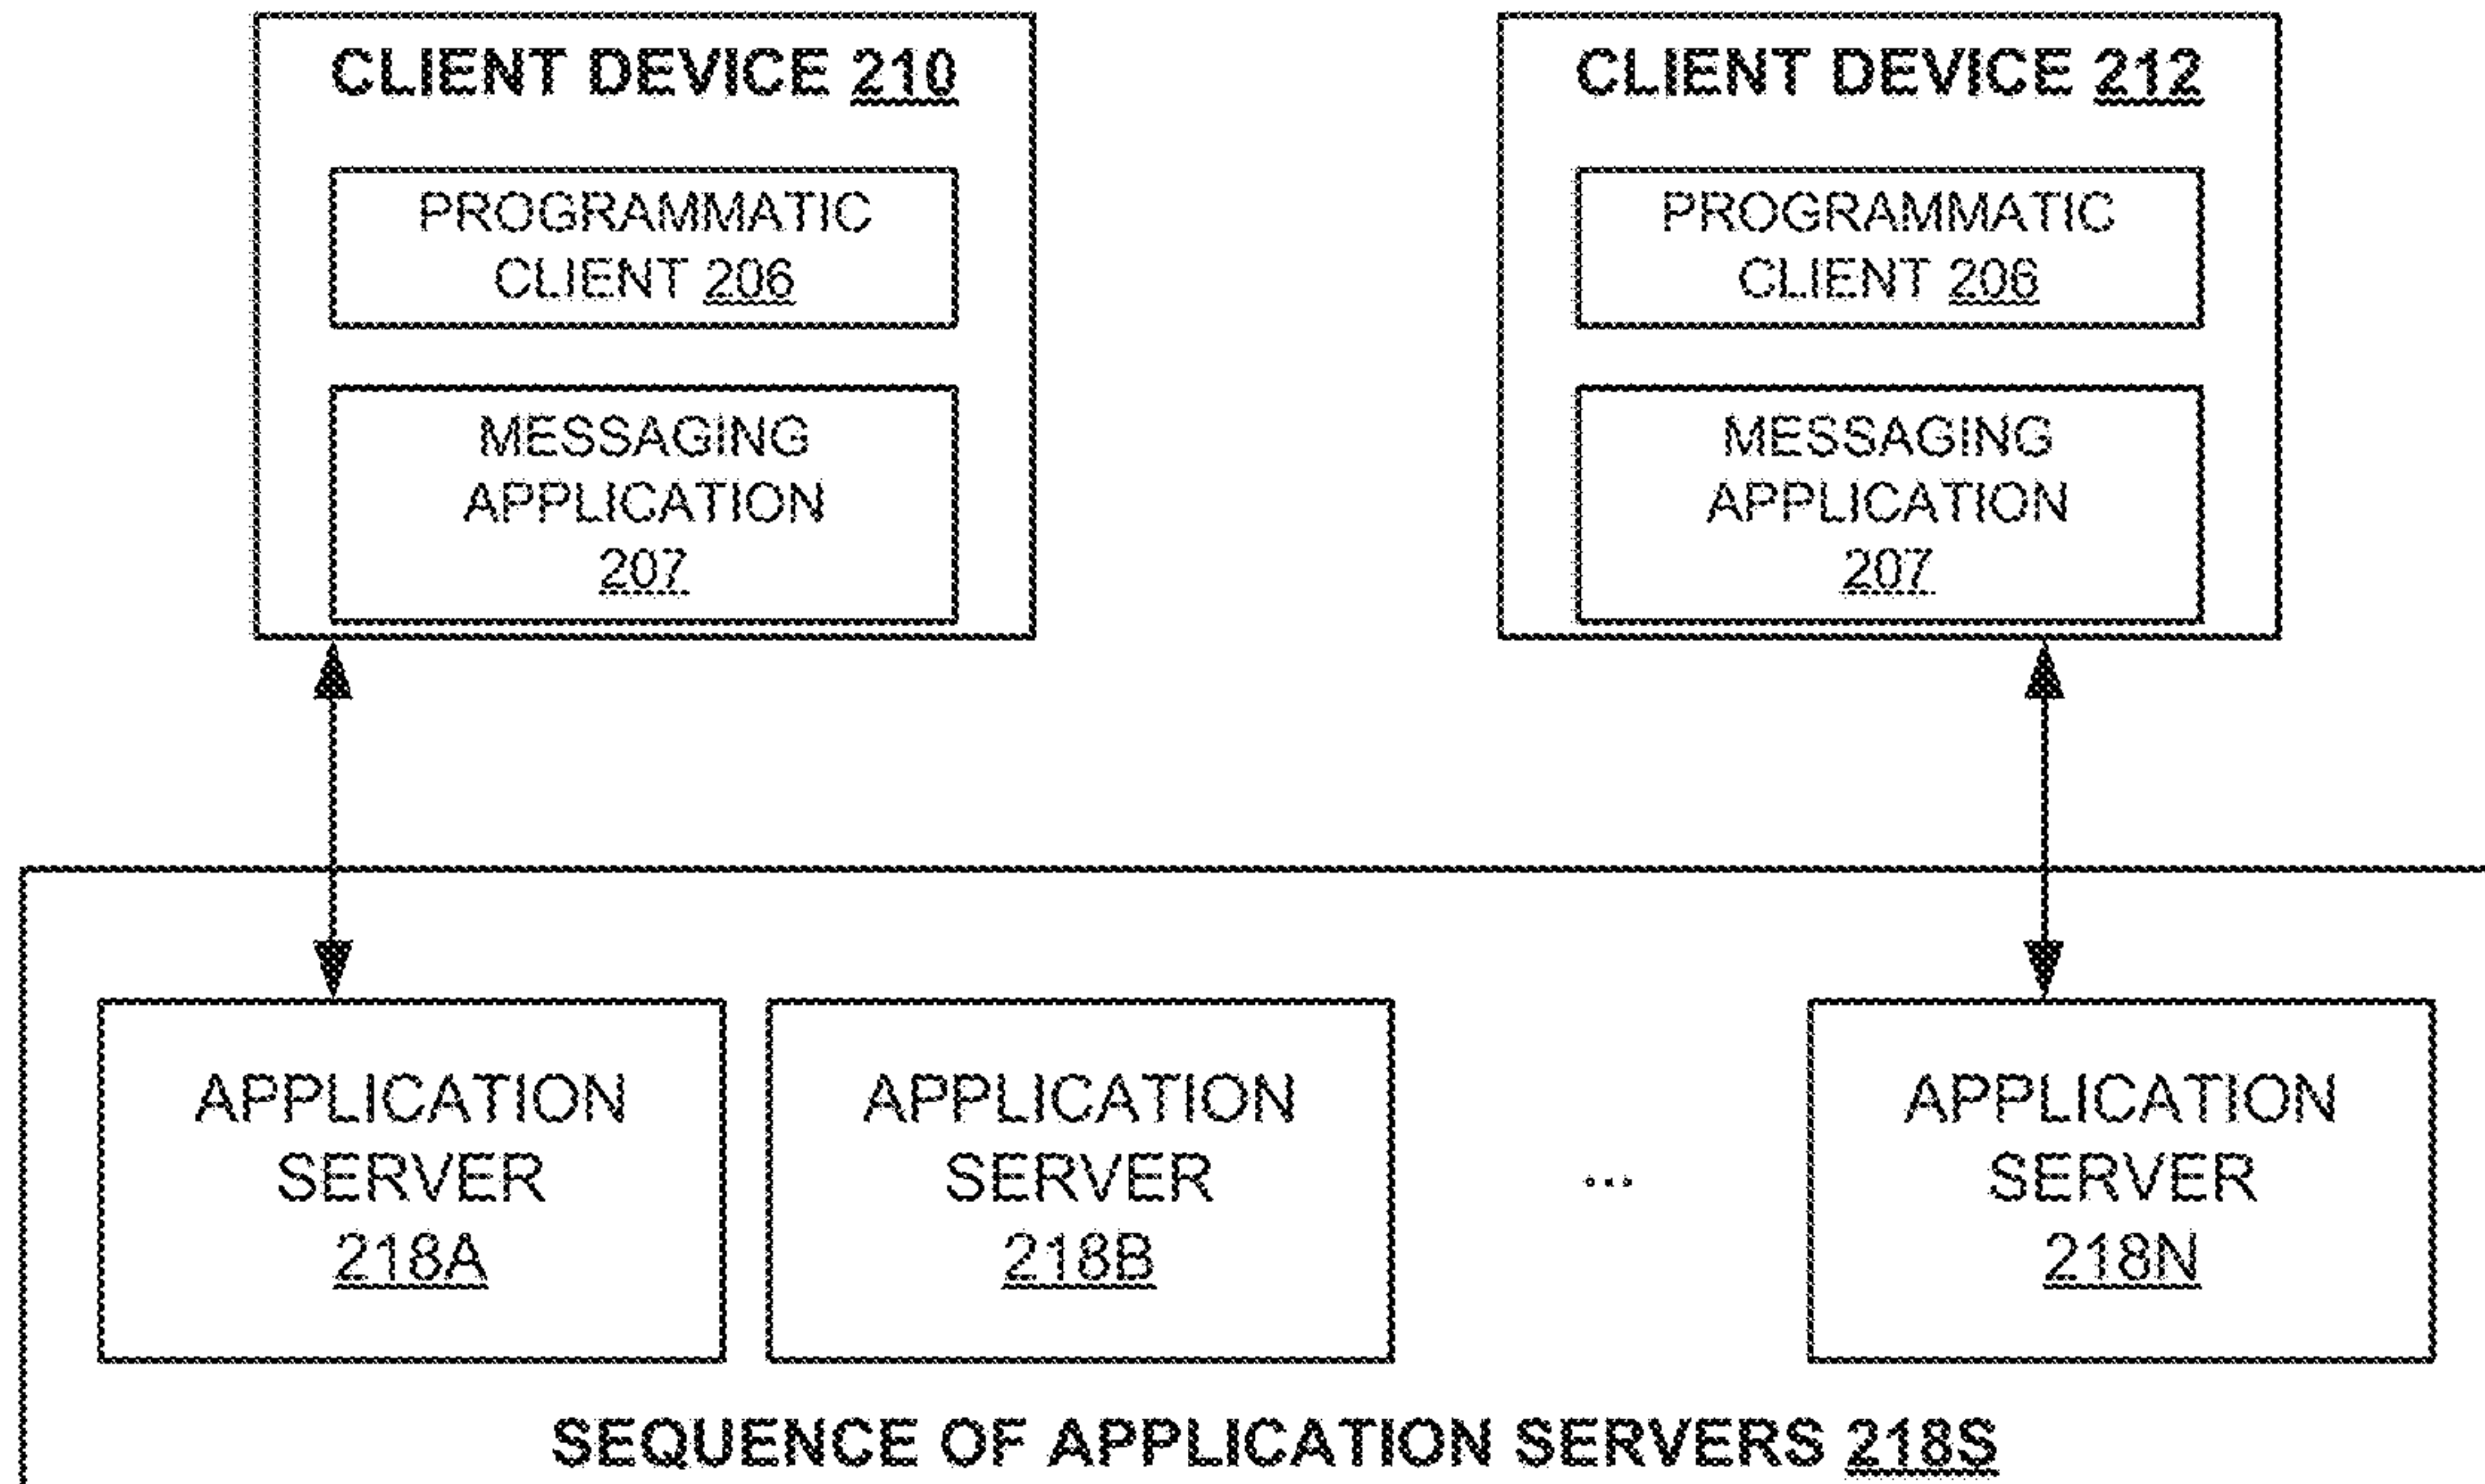 CLIENT DEVICE 210
PROGRAMMATIC
CLIENT 206
MESSAGING
APPLICATION
207
CLIENT DEVICE 212
PROGRAMMATIC
CLIENT 206
MESSAGING
APPLICATION
207
APPLICATION
SERVER
218A
APPLICATION
SERVER
218B
...
APPLICATION
SERVER
218N
SEQUENCE OF APPLICATION SERVERS 218S